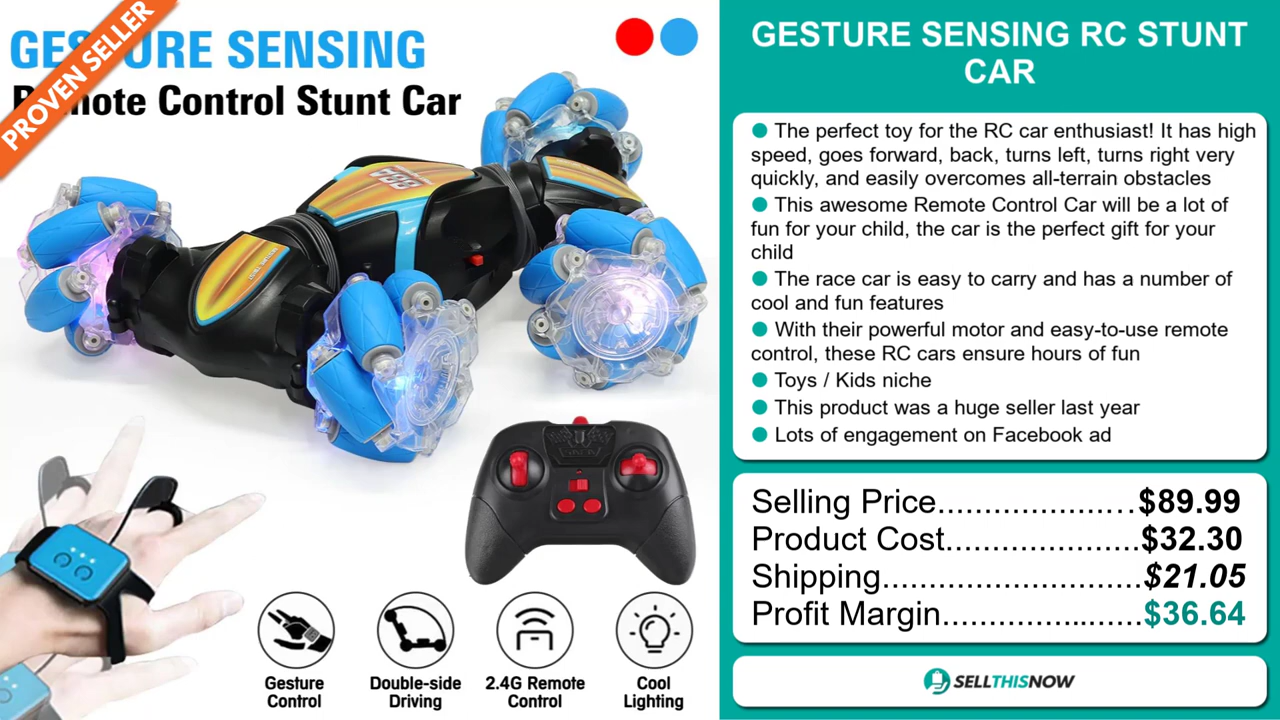 PROVEN SELLER
GESTURE SENSING
Remote Control Stunt Car
Gesture
Control
Double-side
Driving
2.4G Remote
Control
Cool
Lighting
GESTURE SENSING RC STUNT
CAR
● The perfect toy for the RC car enthusiast! It has high
speed, goes forward, back, turns left, turns right very
quickly, and easily overcomes all-terrain obstacles
● This awesome Remote Control Car will be a lot of
fun for your child, the car is the perfect gift for your
child
● The race car is easy to carry and has a number of
cool and fun features
● With their powerful motor and easy-to-use remote
control, these RC cars ensure hours of fun
● Toys / Kids niche
● This product was a huge seller last year
● Lots of engagement on Facebook ad
Selling Price......................$89.99
Product Cost......................$32.30
Shipping.............................$21.05
Profit Margin......................$36.64
SELLTHISNOW